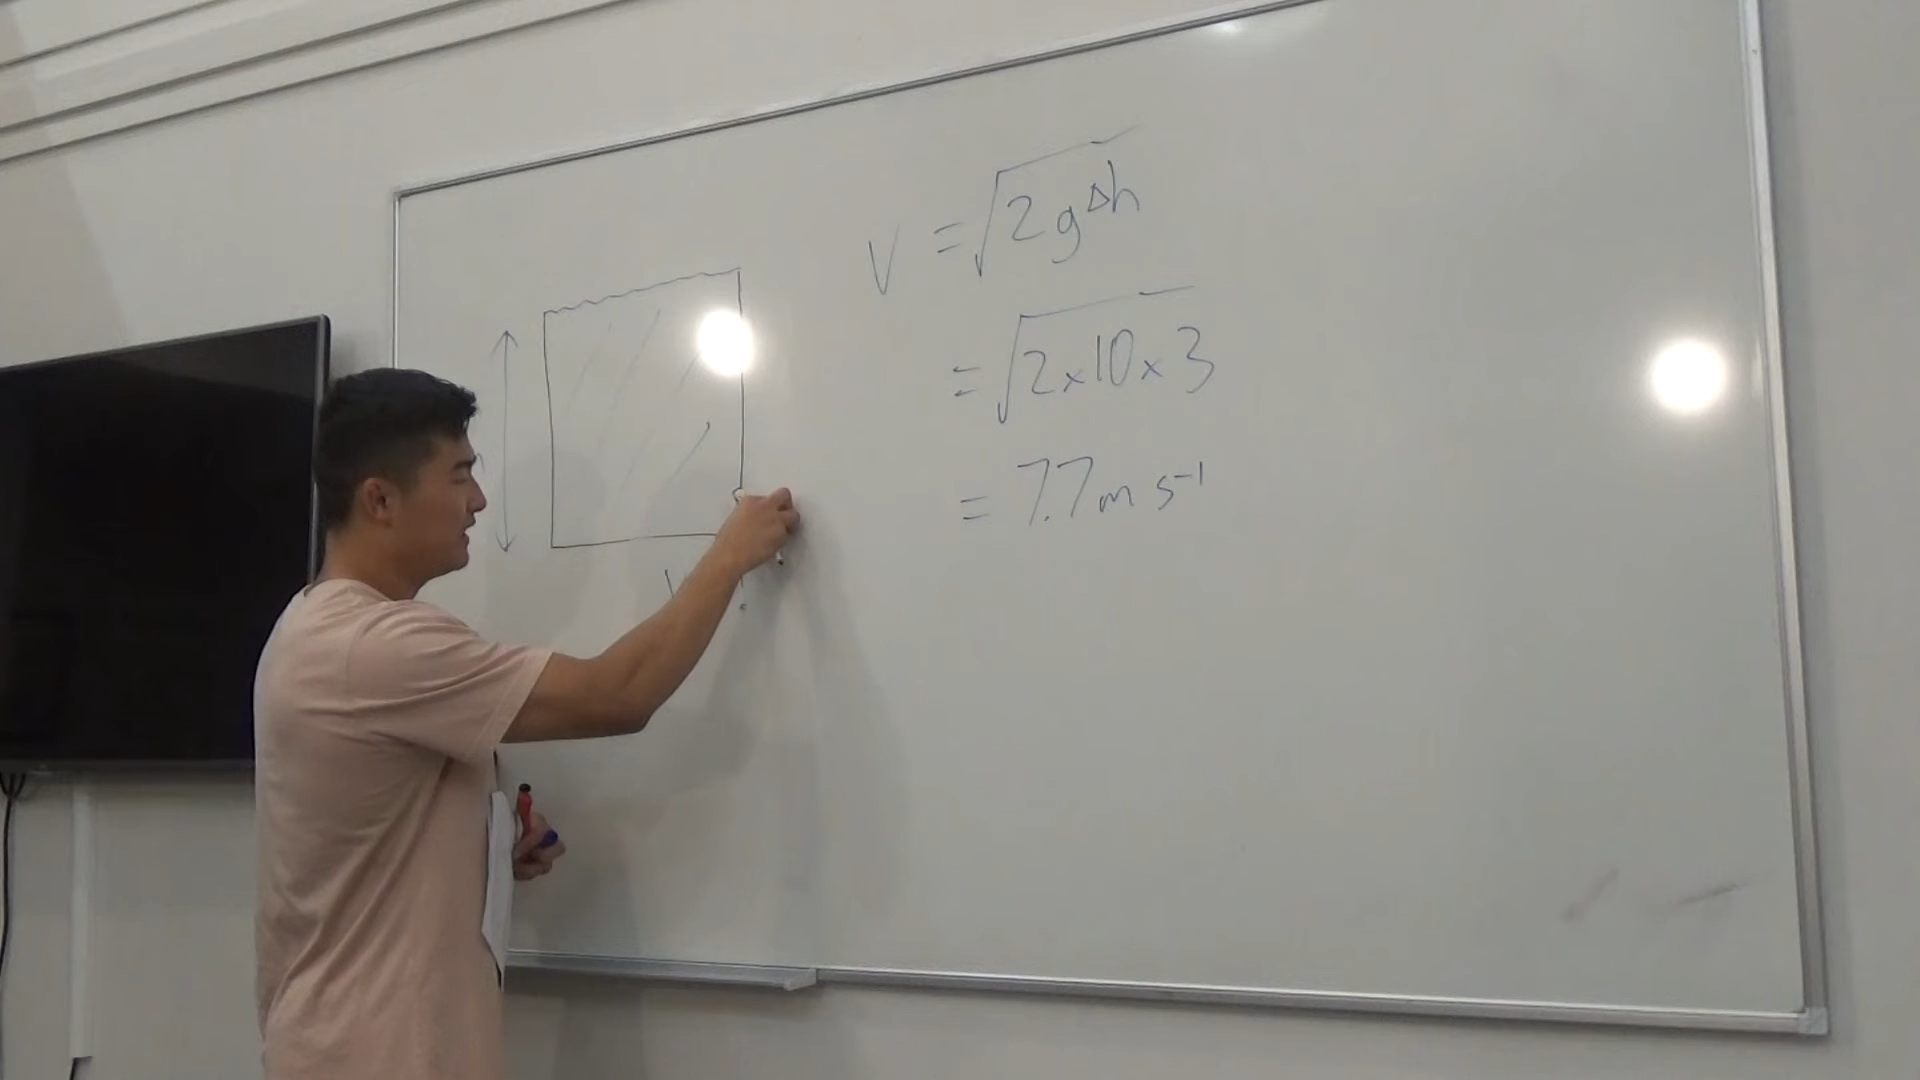 V = √2gΔh
= √2×10×3
= 7.7 m s⁻¹
V